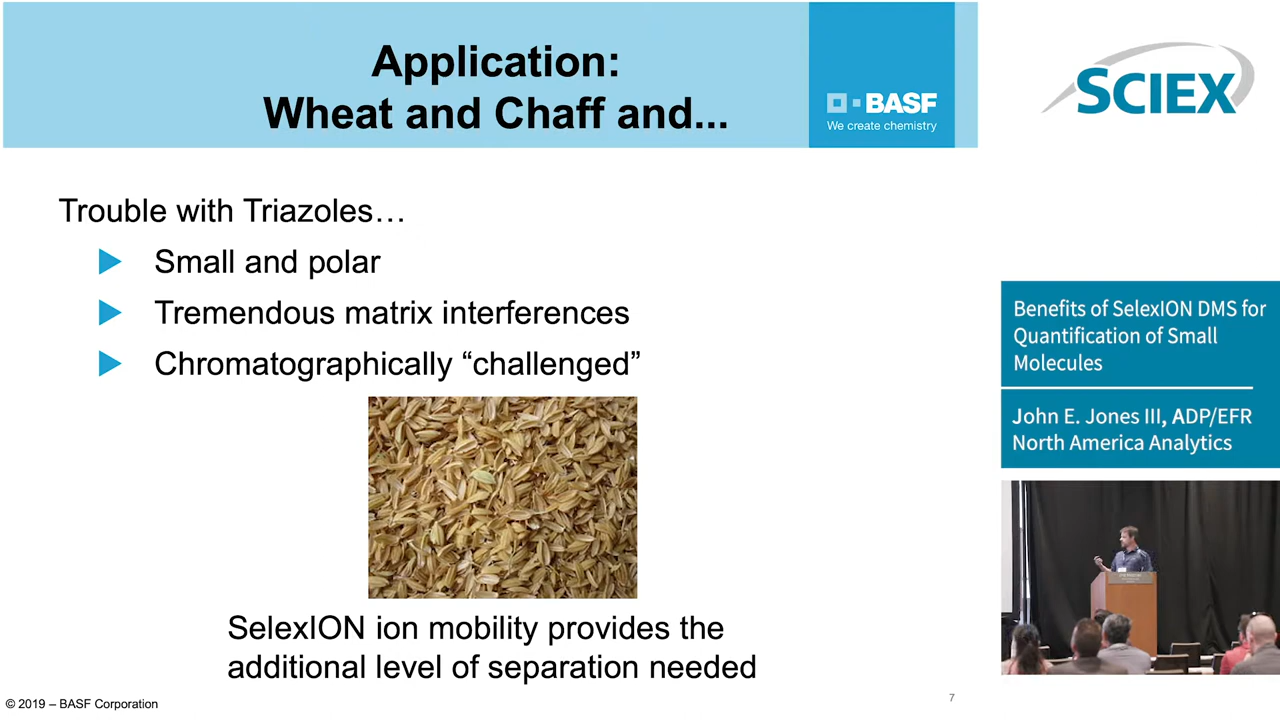 Application:
Wheat and Chaff and...
BASF
We create chemistry
SCIEX
Trouble with Triazoles…
Small and polar
Tremendous matrix interferences
Chromatographically “challenged”
SelexION ion mobility provides the
additional level of separation needed
© 2019 – BASF Corporation
7
Benefits of SelexION DMS for
Quantification of Small
Molecules
John E. Jones III, ADP/EFR
North America Analytics